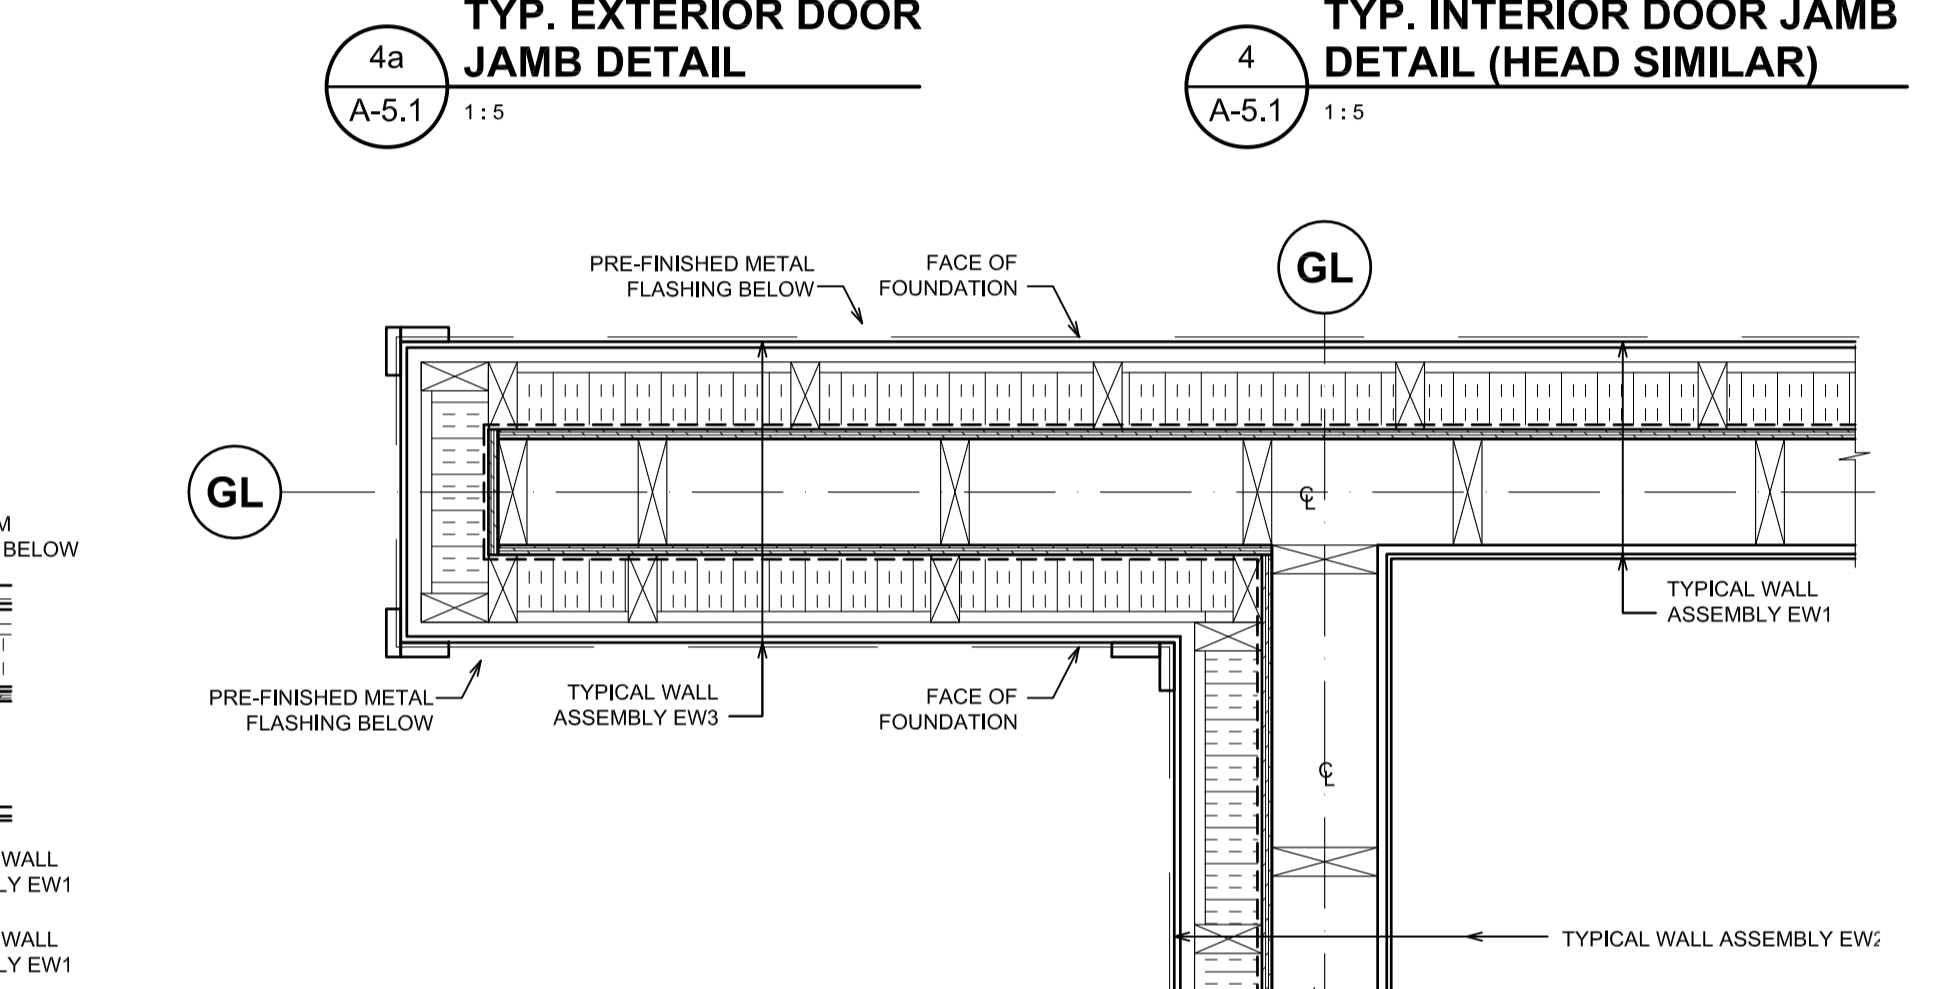 TYP. EXTERIOR DOOR
JAMB DETAIL
4a
A-5.1
1 : 5
TYP. INTERIOR DOOR JAMB
DETAIL (HEAD SIMILAR)
4
A-5.1
1 : 5
PRE-FINISHED METAL
FLASHING BELOW
FACE OF
FOUNDATION
GL
GL
℄
BELOW
TYPICAL WALL
ASSEMBLY EW1
PRE-FINISHED METAL
FLASHING BELOW
TYPICAL WALL
ASSEMBLY EW3
FACE OF
FOUNDATION
℄
WALL
LY EW1
WALL
LY EW1
TYPICAL WALL ASSEMBLY EW2